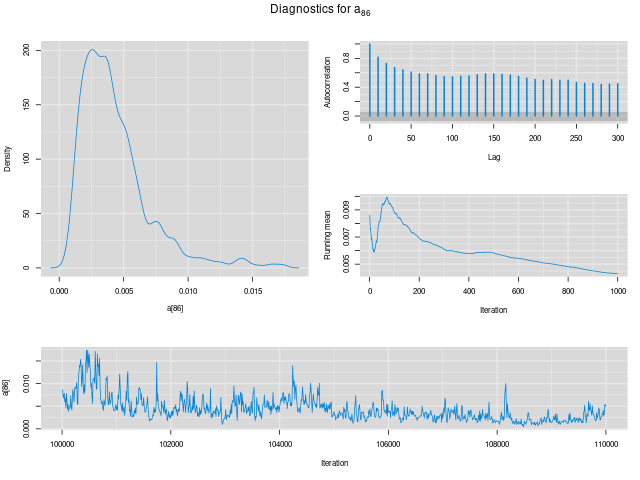 Diagnostics for a86
Density
0 50 100 150 200
0.000 0.005 0.010 0.015
a[86]
Autocorrelation
0.0 0.4 0.8
0 50 100 150 200 250 300
Lag
Running mean
0.005 0.007 0.009
0 200 400 600 800 1000
Iteration
a[86]
0.000 0.010
100000 102000 104000 106000 108000 110000
Iteration